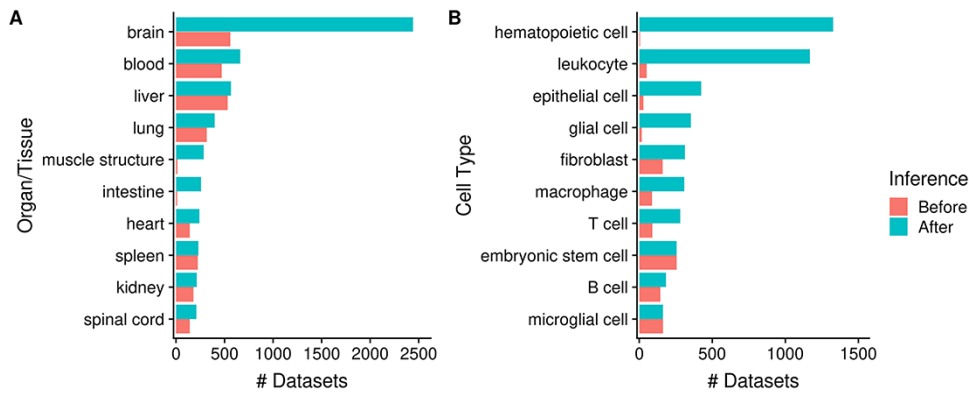 A
brain
blood
liver
lung
muscle structure
intestine
heart
spleen
kidney
spinal cord
Organ/Tissue
0 500 1000 1500 2000 2500
# Datasets
B
hematopoietic cell
leukocyte
epithelial cell
glial cell
fibroblast
macrophage
T cell
embryonic stem cell
B cell
microglial cell
Cell Type
0 500 1000 1500
# Datasets
Inference
Before
After